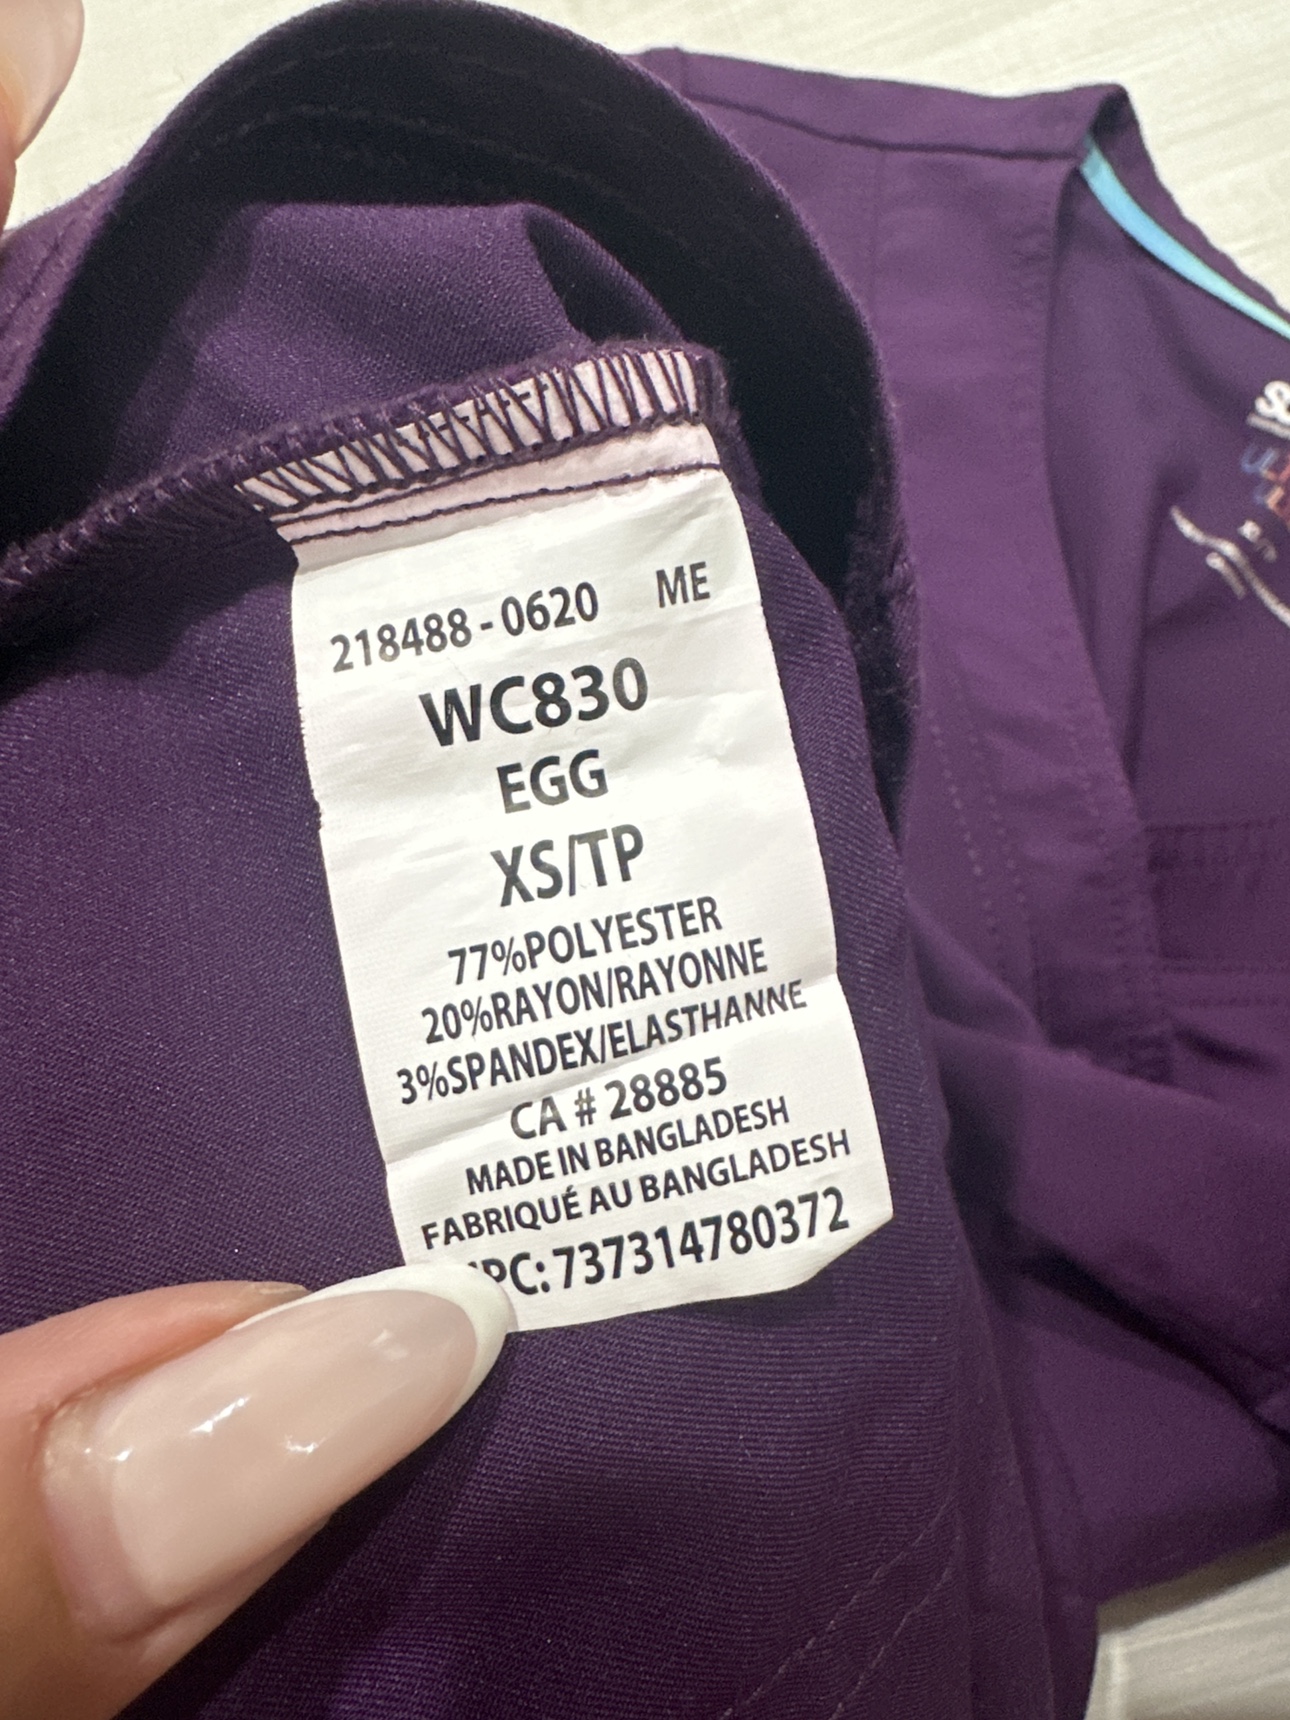 218488-0620 ME
WC830
EGG
XS/TP
77%POLYESTER
20%RAYON/RAYONNE
3%SPANDEX/ELASTHANNE
CA # 28885
MADE IN BANGLADESH
FABRIQUÉ AU BANGLADESH
PC: 737314780372